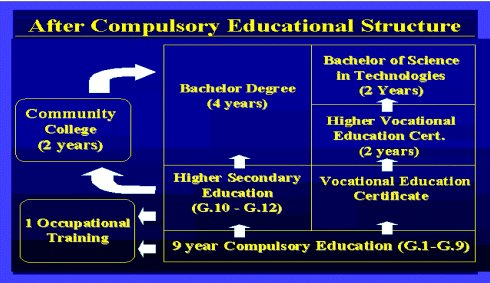 After Compulsory Educational Structure
Bachelor Degree
(4 years)
Bachelor of Science
in Technologies
(2 Years)
Community
College
(2 years)
Higher Vocational
Education Cert.
(2 years)
Higher Secondary
Education
(G.10 - G.12)
Vocational Education
Certificate
1 Occupational
Training
9 year Compulsory Education (G.1-G.9)